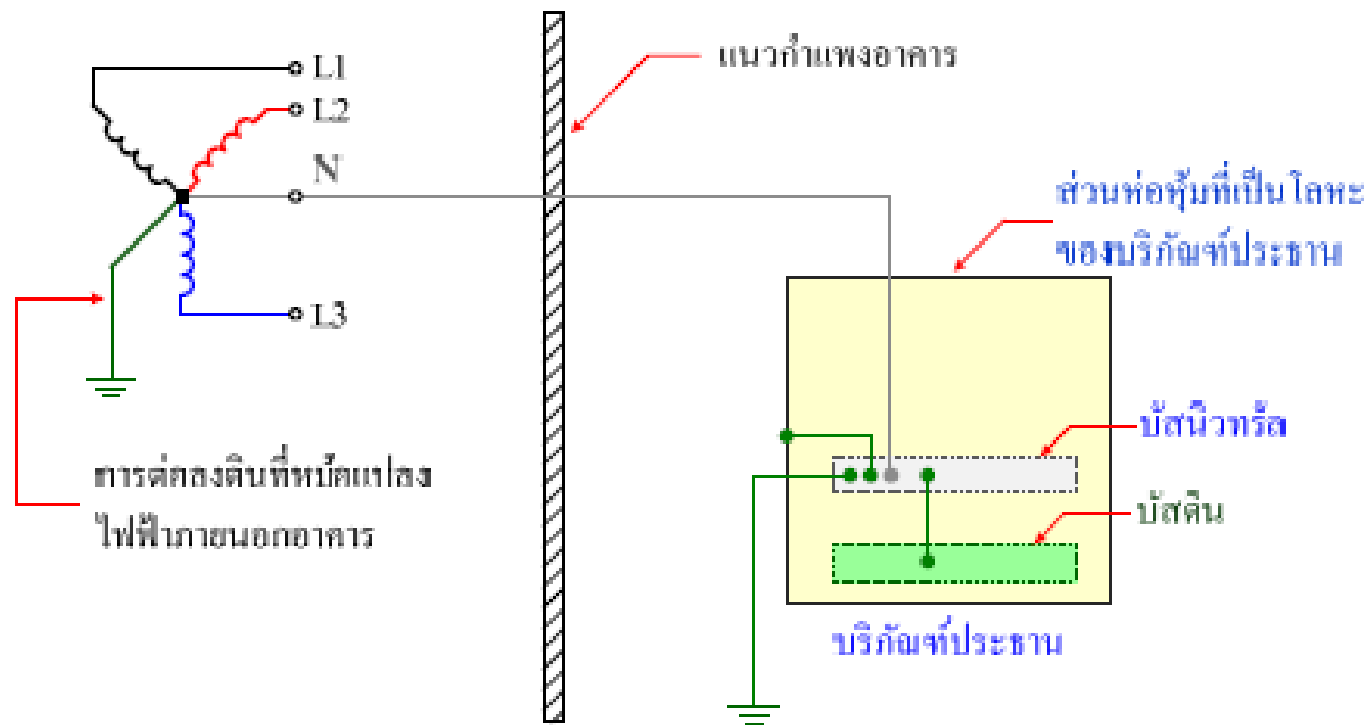 L1
แนวกำแพงอาคาร
L2
N
ส่วนห่อหุ้มที่เป็นโลหะ
ของบริภัณฑ์ประธาน
L3
บัสนิวทรัล
การต่อลงดินที่หม้อแปลง
ไฟฟ้าภายนอกอาคาร
บัสดิน
บริภัณฑ์ประธาน